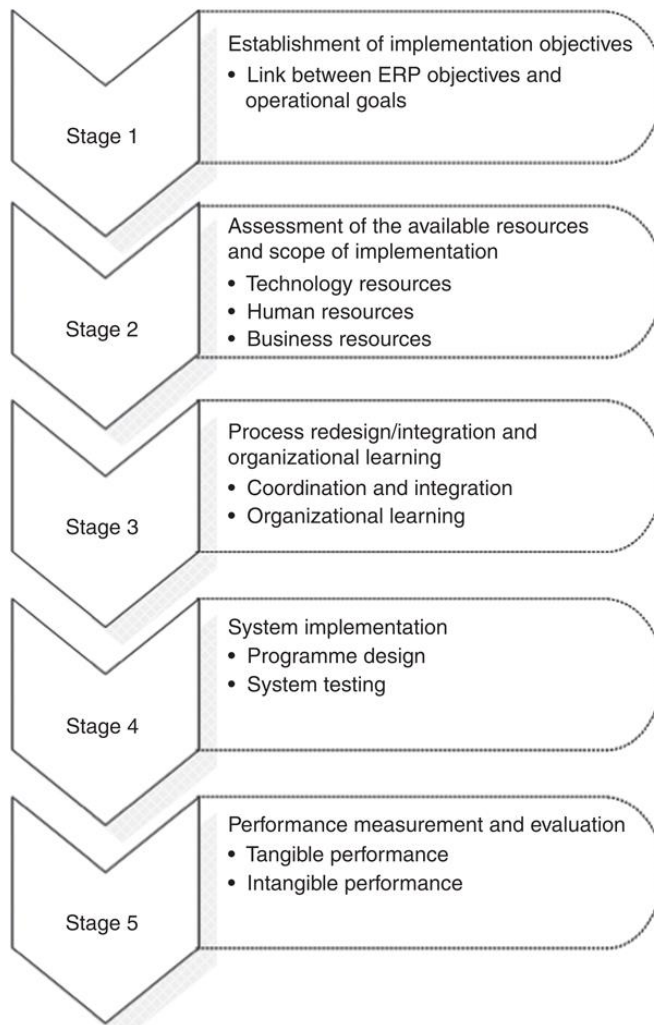 Stage 1
Establishment of implementation objectives
• Link between ERP objectives and
operational goals
Stage 2
Assessment of the available resources
and scope of implementation
• Technology resources
• Human resources
• Business resources
Stage 3
Process redesign/integration and
organizational learning
• Coordination and integration
• Organizational learning
Stage 4
System implementation
• Programme design
• System testing
Stage 5
Performance measurement and evaluation
• Tangible performance
• Intangible performance